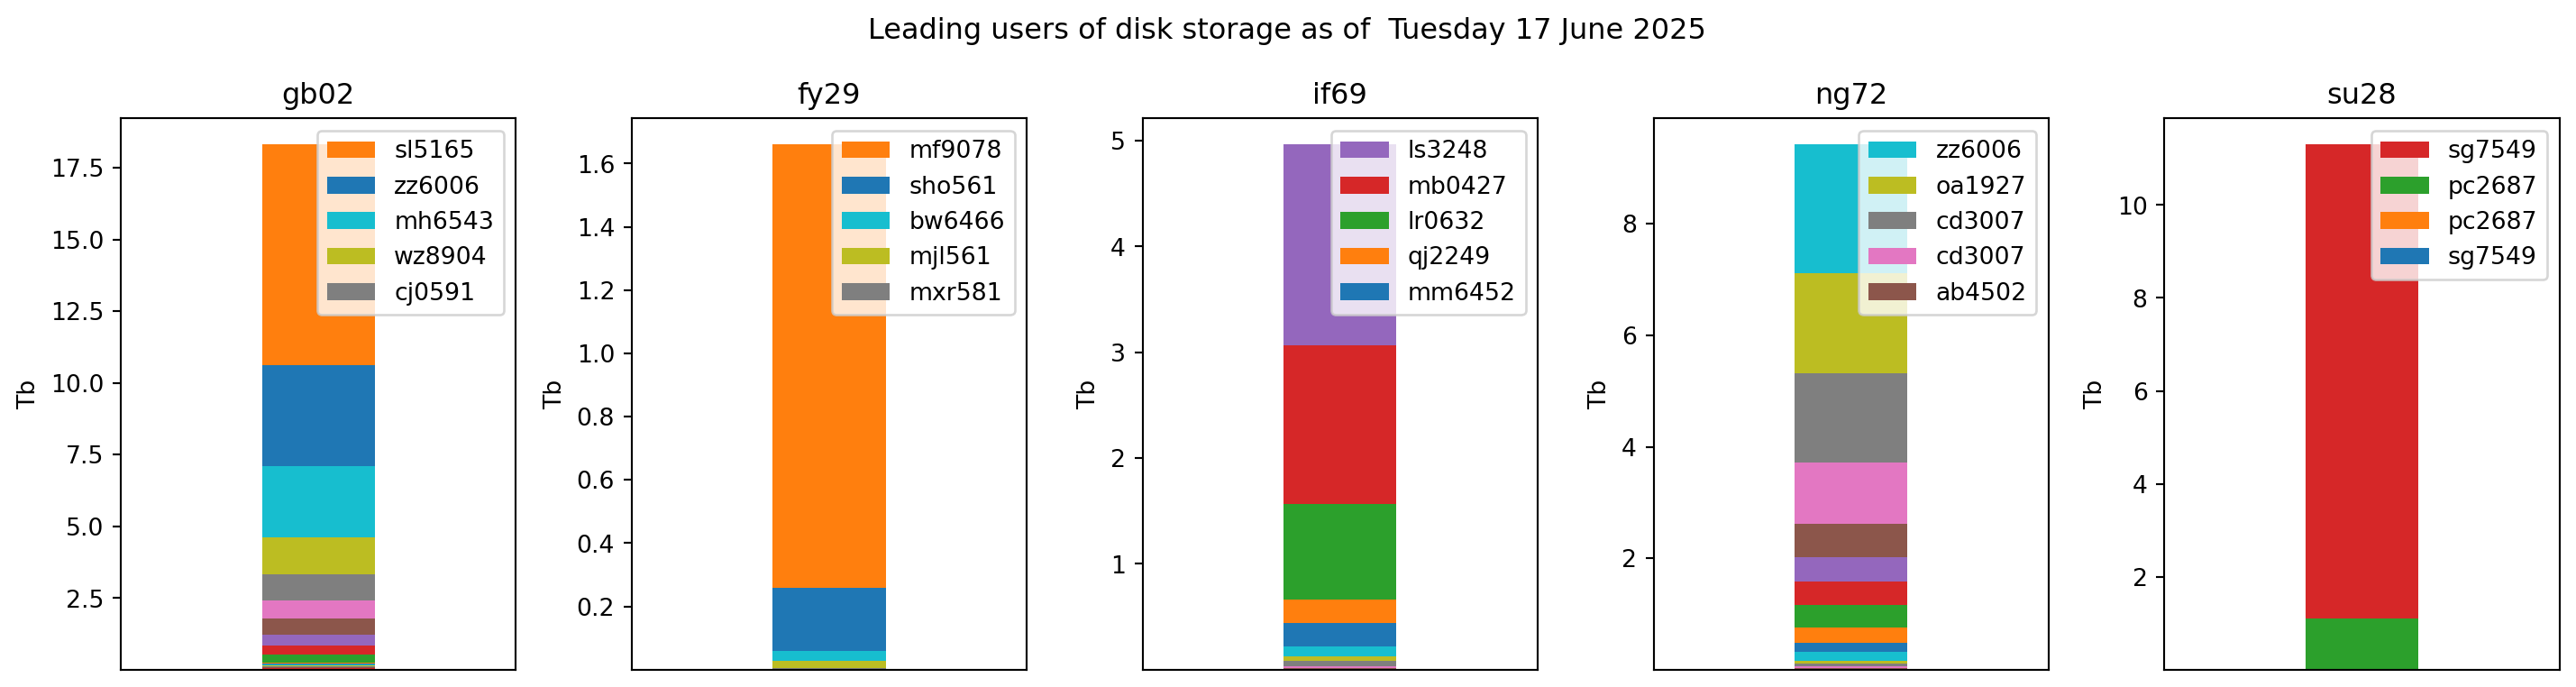 Leading users of disk storage as of  Tuesday 17 June 2025
gb02
Tb
17.5
15.0
12.5
10.0
7.5
5.0
2.5
sl5165
zz6006
mh6543
wz8904
cj0591
fy29
Tb
1.6
1.4
1.2
1.0
0.8
0.6
0.4
0.2
mf9078
sho561
bw6466
mjl561
mxr581
if69
Tb
5
4
3
2
1
ls3248
mb0427
lr0632
qj2249
mm6452
ng72
Tb
8
6
4
2
zz6006
oa1927
cd3007
cd3007
ab4502
su28
Tb
10
8
6
4
2
sg7549
pc2687
pc2687
sg7549